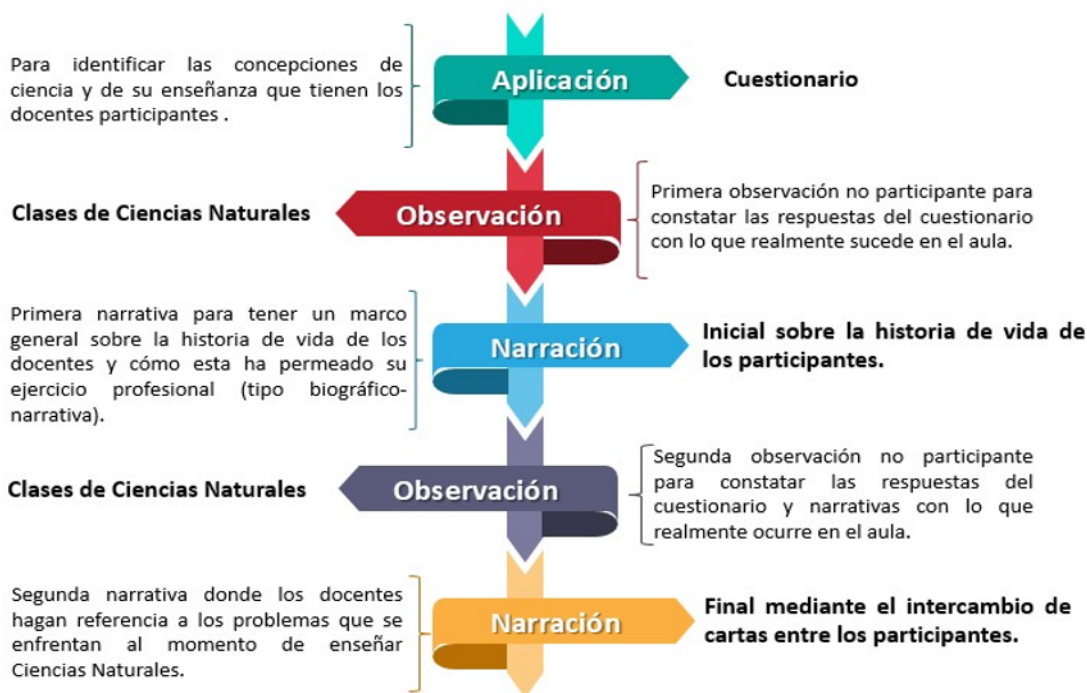 Para identificar las concepciones de
ciencia y de su enseñanza que tienen los
docentes participantes .
Aplicación
Cuestionario
Clases de Ciencias Naturales
Observación
Primera observación no participante para
constatar las respuestas del cuestionario
con lo que realmente sucede en el aula.
Primera narrativa para tener un marco
general sobre la historia de vida de los
docentes y cómo esta ha permeado su
ejercicio profesional (tipo biográfico-
narrativa).
Narración
Inicial sobre la historia de vida de
los participantes.
Clases de Ciencias Naturales
Observación
Segunda observación no participante
para constatar las respuestas del
cuestionario y narrativas con lo que
realmente ocurre en el aula.
Segunda narrativa donde los docentes
hagan referencia a los problemas que se
enfrentan al momento de enseñar
Ciencias Naturales.
Narración
Final mediante el intercambio de
cartas entre los participantes.